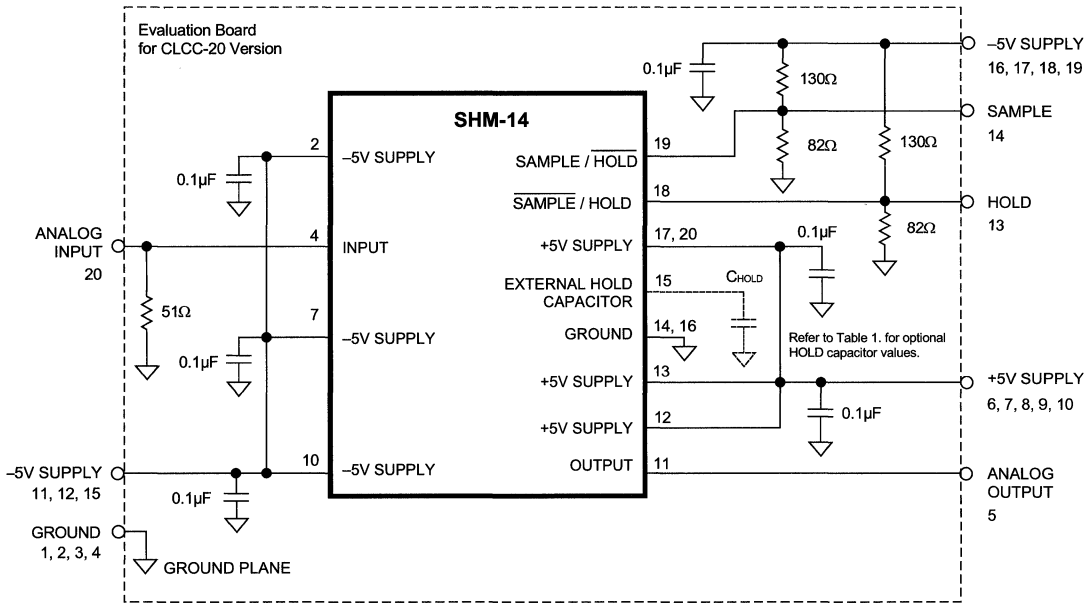 Evaluation Board
for CLCC-20 Version
SHM-14
2
–5V SUPPLY
0.1µF
ANALOG
INPUT
20
4
INPUT
51Ω
7
–5V SUPPLY
0.1µF
–5V SUPPLY
11, 12, 15
10
–5V SUPPLY
0.1µF
GROUND
1, 2, 3, 4
GROUND PLANE
0.1µF
130Ω
–5V SUPPLY
16, 17, 18, 19
SAMPLE
14
19
SAMPLE / HOLD
82Ω
130Ω
18
SAMPLE / HOLD
HOLD
13
82Ω
17, 20
+5V SUPPLY
0.1µF
15
EXTERNAL HOLD
CAPACITOR
CHOLD
14, 16
GROUND
Refer to Table 1. for optional
HOLD capacitor values.
13
+5V SUPPLY
+5V SUPPLY
6, 7, 8, 9, 10
0.1µF
12
+5V SUPPLY
11
OUTPUT
ANALOG
OUTPUT
5